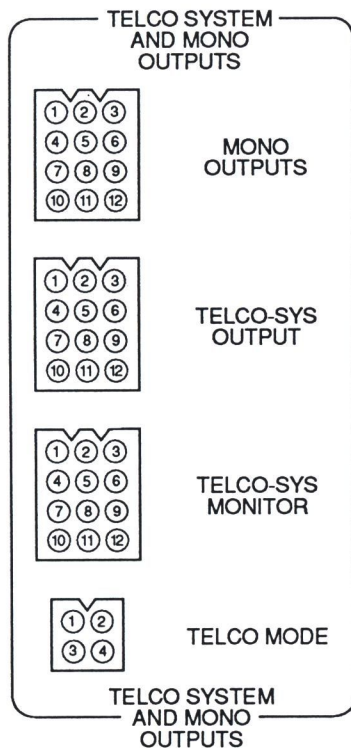 TELCO SYSTEM
AND MONO
OUTPUTS
1 2 3
4 5 6
7 8 9
10 11 12
MONO
OUTPUTS
1 2 3
4 5 6
7 8 9
10 11 12
TELCO-SYS
OUTPUT
1 2 3
4 5 6
7 8 9
10 11 12
TELCO-SYS
MONITOR
1 2
3 4
TELCO MODE
TELCO SYSTEM
AND MONO
OUTPUTS